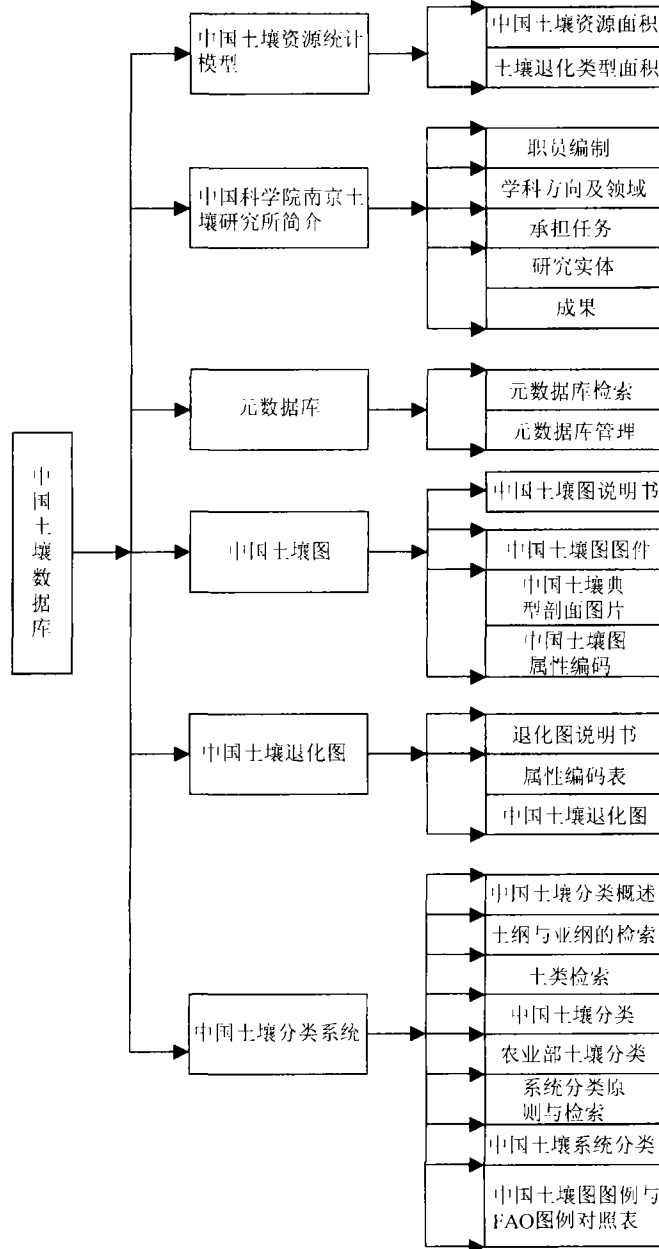 中国土壤数据库
中国土壤资源统计
模型
中国土壤资源面积
土壤退化类型面积
中国科学院南京土
壤研究所简介
职员编制
学科方向及领域
承担任务
研究实体
成果
元数据库
元数据库检索
元数据库管理
中国土壤图
中国土壤图说明书
中国土壤图图件
中国土壤典
型剖面图片
中国土壤图
属性编码
中国土壤退化图
退化图说明书
属性编码表
中国土壤退化图
中国土壤分类系统
中国土壤分类概述
土纲与亚纲的检索
土类检索
中国土壤分类
农业部土壤分类
系统分类原
则与检索
中国土壤系统分类
中国土壤图图例与
FAO图例对照表